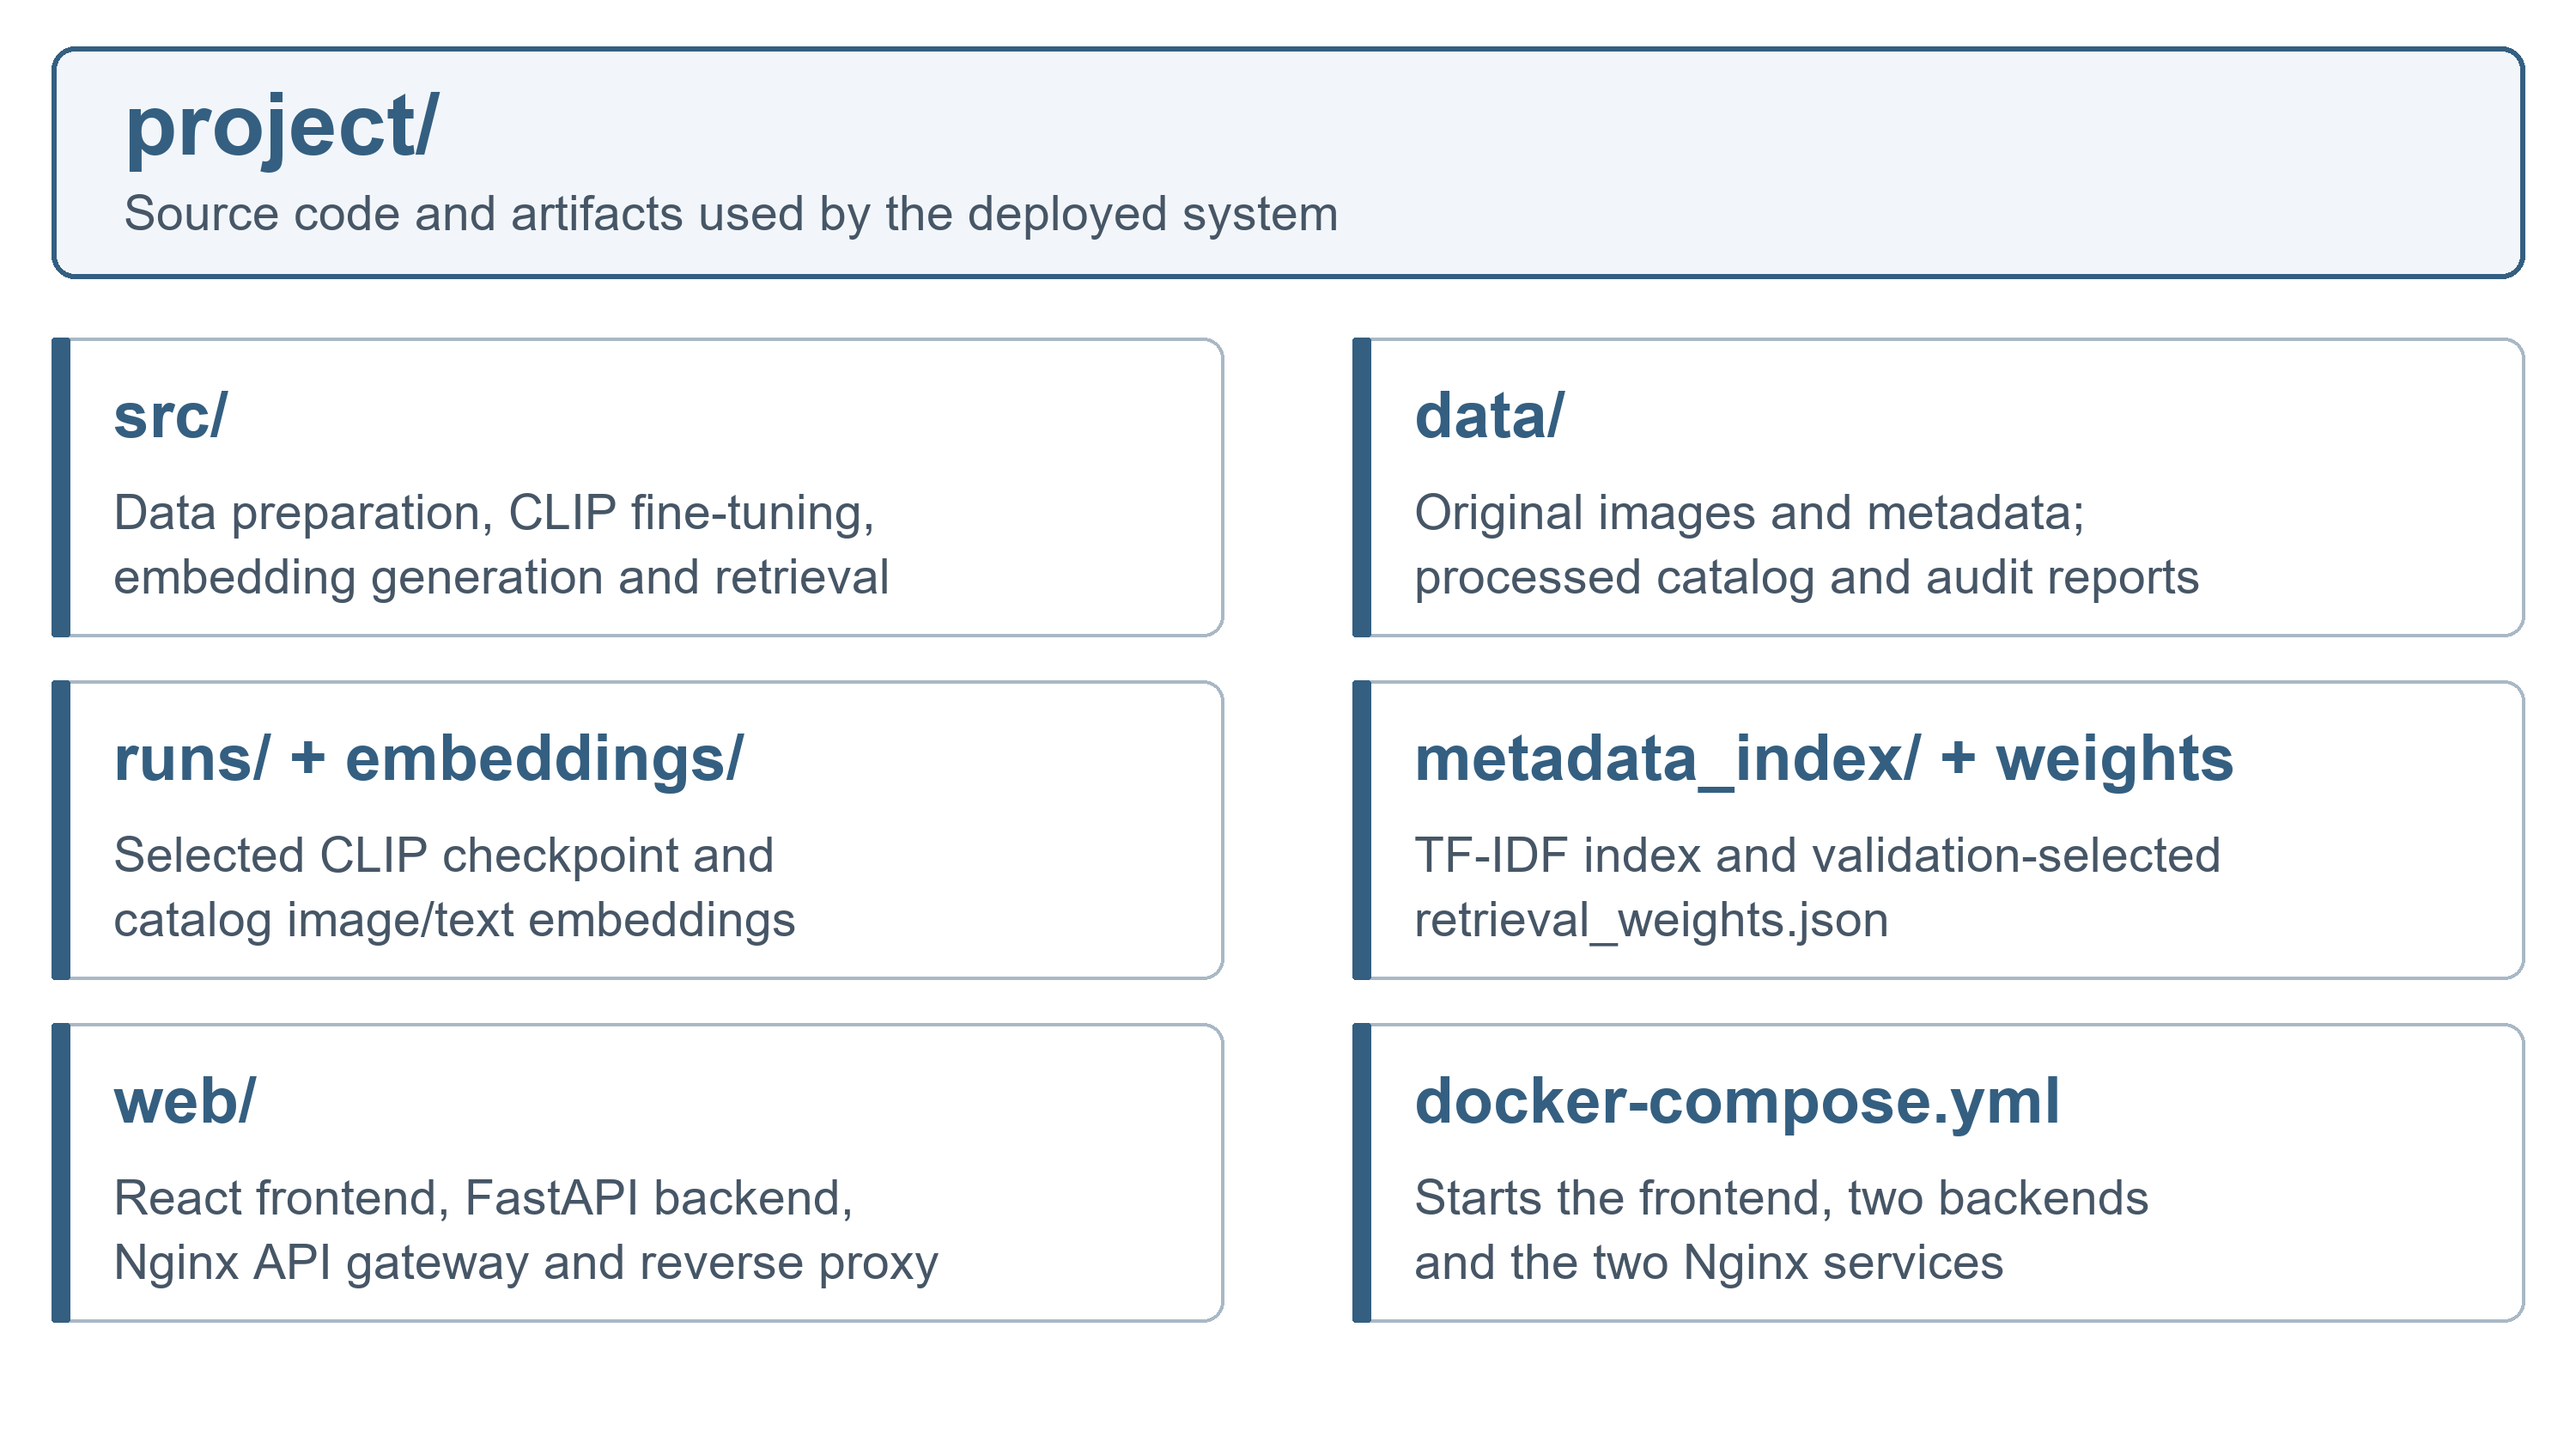 project/
Source code and artifacts used by the deployed system
src/
Data preparation, CLIP fine-tuning,
embedding generation and retrieval
data/
Original images and metadata;
processed catalog and audit reports
runs/ + embeddings/
Selected CLIP checkpoint and
catalog image/text embeddings
metadata_index/ + weights
TF-IDF index and validation-selected
retrieval_weights.json
web/
React frontend, FastAPI backend,
Nginx API gateway and reverse proxy
docker-compose.yml
Starts the frontend, two backends
and the two Nginx services